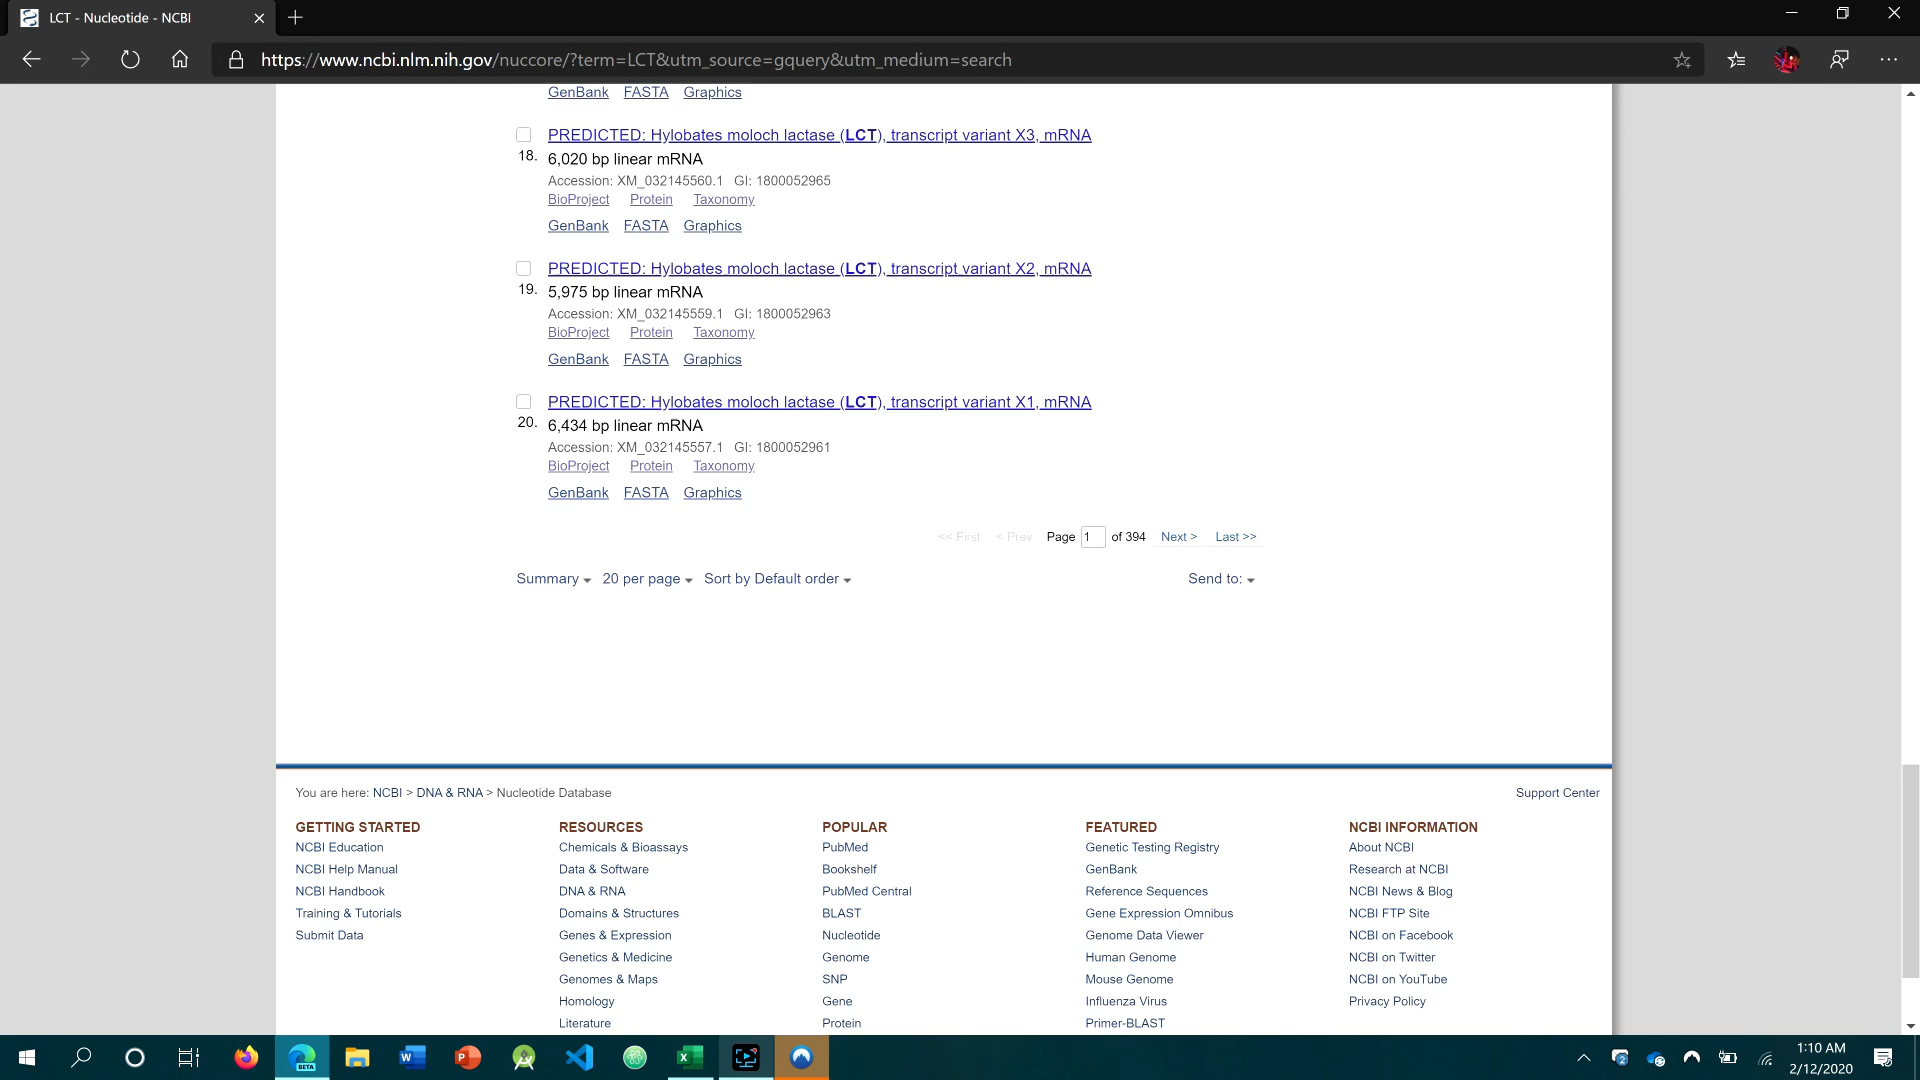 LCT - Nucleotide - NCBI
https://www.ncbi.nlm.nih.gov/nuccore/?term=LCT&utm_source=gquery&utm_medium=search
GenBank FASTA Graphics
PREDICTED: Hylobates moloch lactase (LCT), transcript variant X3, mRNA
18. 6,020 bp linear mRNA
Accession: XM_032145560.1 GI: 1800052965
BioProject Protein Taxonomy
GenBank FASTA Graphics
PREDICTED: Hylobates moloch lactase (LCT), transcript variant X2, mRNA
19. 5,975 bp linear mRNA
Accession: XM_032145559.1 GI: 1800052963
BioProject Protein Taxonomy
GenBank FASTA Graphics
PREDICTED: Hylobates moloch lactase (LCT), transcript variant X1, mRNA
20. 6,434 bp linear mRNA
Accession: XM_032145557.1 GI: 1800052961
BioProject Protein Taxonomy
GenBank FASTA Graphics
<< First < Prev Page 1 of 394 Next > Last >>
Summary 20 per page Sort by Default order Send to:
You are here: NCBI > DNA & RNA > Nucleotide Database Support Center
GETTING STARTED
NCBI Education
NCBI Help Manual
NCBI Handbook
Training & Tutorials
Submit Data
RESOURCES
Chemicals & Bioassays
Data & Software
DNA & RNA
Domains & Structures
Genes & Expression
Genetics & Medicine
Genomes & Maps
Homology
Literature
POPULAR
PubMed
Bookshelf
PubMed Central
BLAST
Nucleotide
Genome
SNP
Gene
Protein
FEATURED
Genetic Testing Registry
GenBank
Reference Sequences
Gene Expression Omnibus
Genome Data Viewer
Human Genome
Mouse Genome
Influenza Virus
Primer-BLAST
NCBI INFORMATION
About NCBI
Research at NCBI
NCBI News & Blog
NCBI FTP Site
NCBI on Facebook
NCBI on Twitter
NCBI on YouTube
Privacy Policy
BETA
1:10 AM
2/12/2020